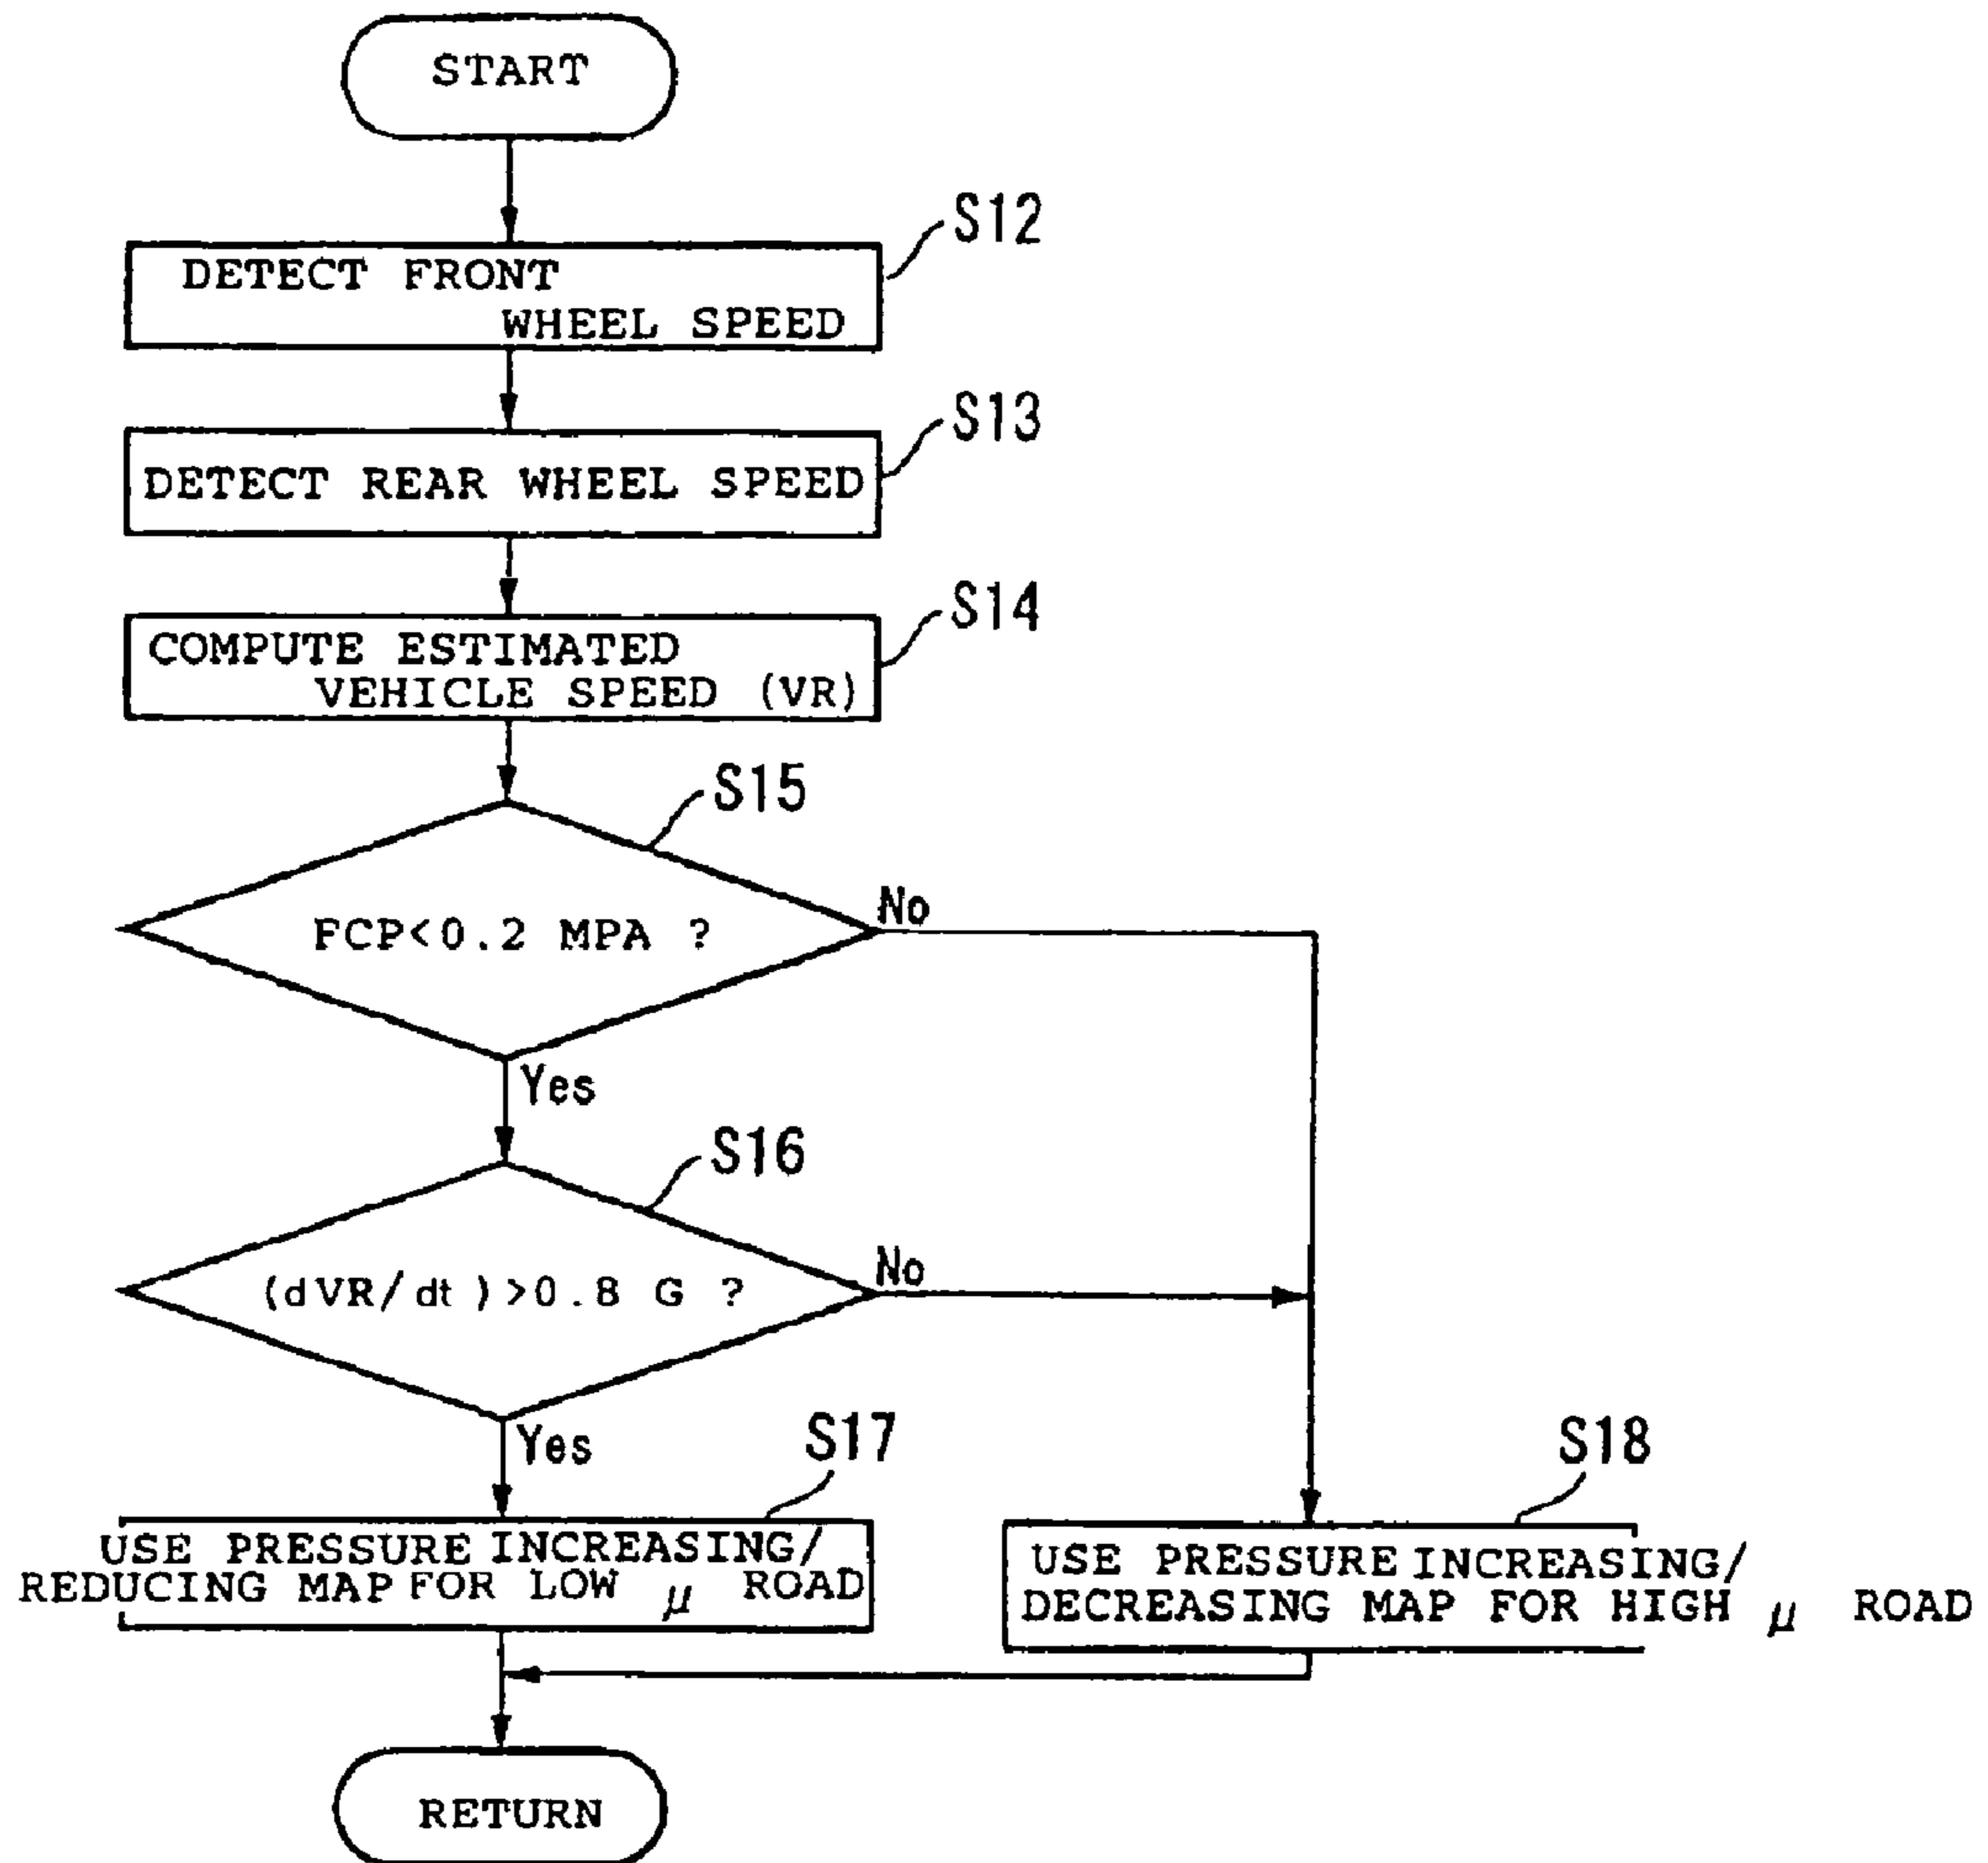 START
S12
DETECT FRONT
WHEEL SPEED
S13
DETECT REAR WHEEL SPEED
S14
COMPUTE ESTIMATED
VEHICLE SPEED (VR)
S15
FCP<0.2 MPA ?
No
Yes
S16
(dVR/dt)>0.8 G ?
No
Yes
S17
USE PRESSURE INCREASING/
REDUCING MAP FOR LOW μ ROAD
S18
USE PRESSURE INCREASING/
DECREASING MAP FOR HIGH μ ROAD
RETURN